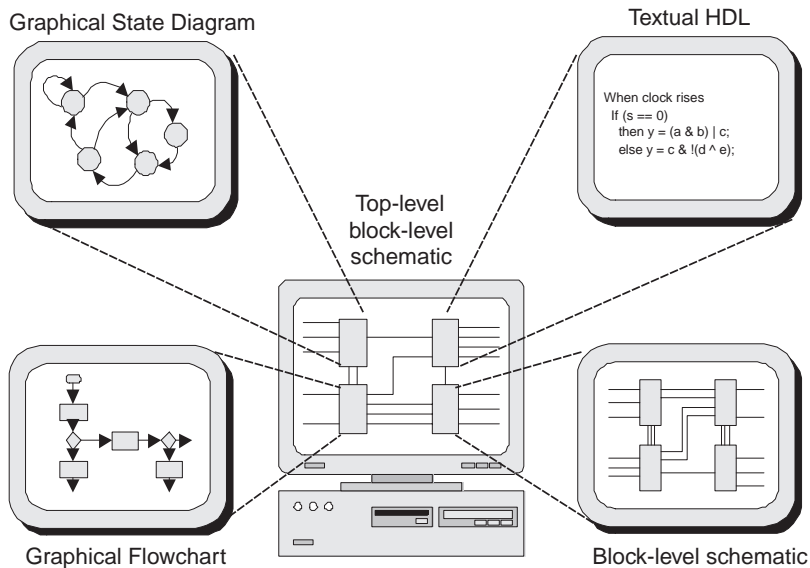 Graphical State Diagram
Textual HDL
When clock rises
If (s == 0)
then y = (a & b) | c;
else y = c & !(d ^ e);
Top-level
block-level
schematic
Graphical Flowchart
Block-level schematic